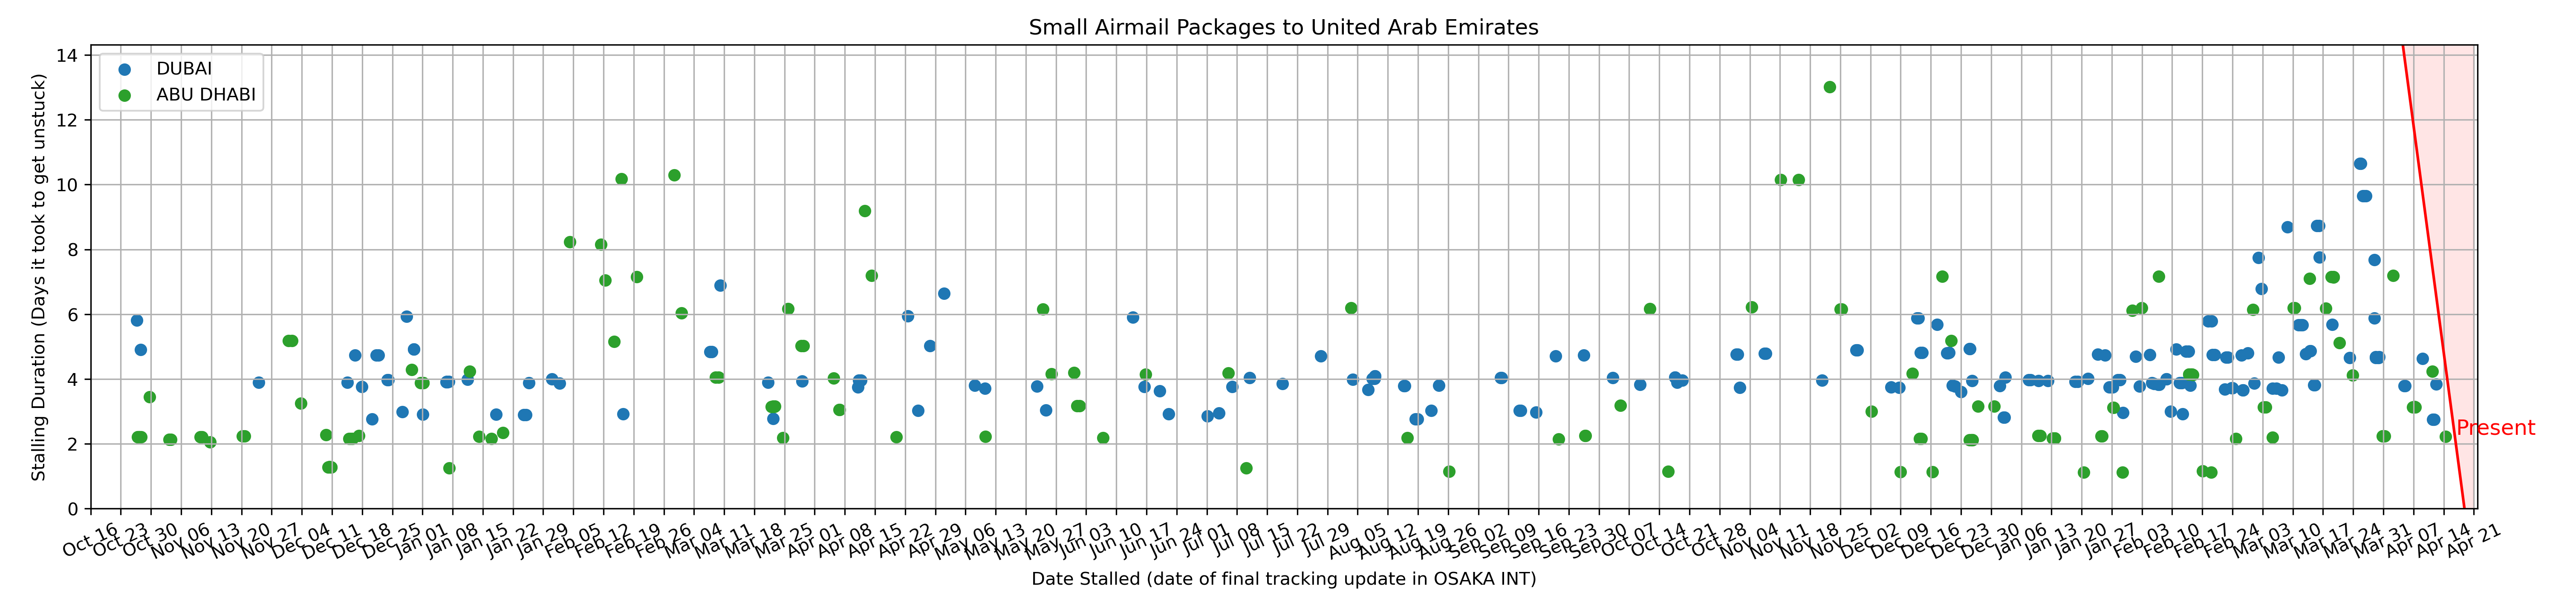 Small Airmail Packages to United Arab Emirates
DUBAI
ABU DHABI
Stalling Duration (Days it took to get unstuck)
14
12
10
8
6
4
2
0
Present
Oct 16 Oct 23 Oct 30 Nov 06 Nov 13 Nov 20 Nov 27 Dec 04 Dec 11 Dec 18 Dec 25 Jan 01 Jan 08 Jan 15 Jan 22 Jan 29 Feb 05 Feb 12 Feb 19 Feb 26 Mar 04 Mar 11 Mar 18 Mar 25 Apr 01 Apr 08 Apr 15 Apr 22 Apr 29 May 06 May 13 May 20 May 27 Jun 03 Jun 10 Jun 17 Jun 24 Jul 01 Jul 08 Jul 15 Jul 22 Jul 29 Aug 05 Aug 12 Aug 19 Aug 26 Sep 02 Sep 09 Sep 16 Sep 23 Sep 30 Oct 07 Oct 14 Oct 21 Oct 28 Nov 04 Nov 11 Nov 18 Nov 25 Dec 02 Dec 09 Dec 16 Dec 23 Dec 30 Jan 06 Jan 13 Jan 20 Jan 27 Feb 03 Feb 10 Feb 17 Feb 24 Mar 03 Mar 10 Mar 17 Mar 24 Mar 31 Apr 07 Apr 14 Apr 21
Date Stalled (date of final tracking update in OSAKA INT)